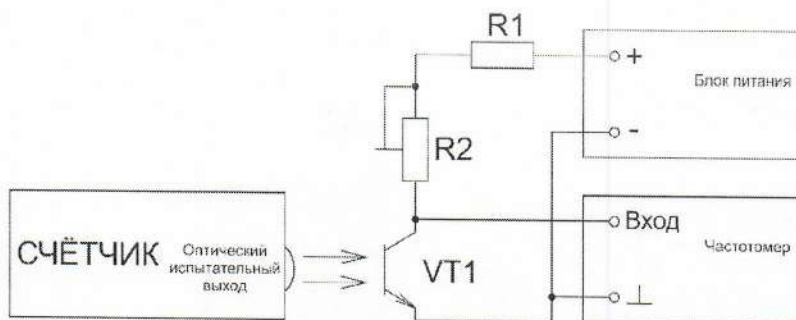 R1
+
Блок питания
-
R2
СЧЁТЧИК
Оптический
испытательный
выход
VT1
Вход
Частотомер
⊥